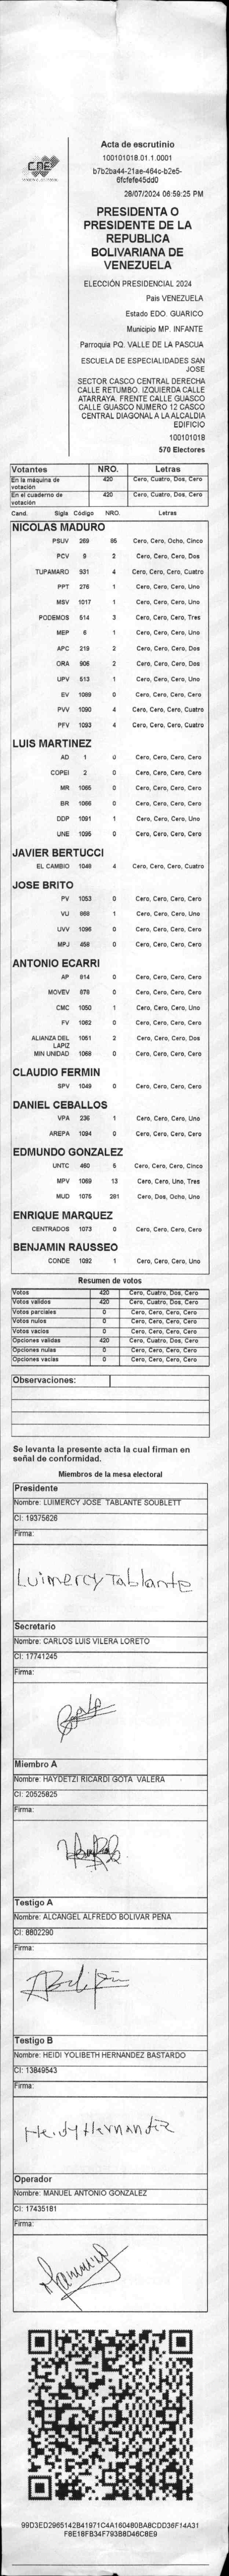 CNE
Acta de escrutinio
100101018.01.1.0001
b7b2ba44-21ae-464c-b2e5-
6fcfefe45dd0
28/07/2024 06:59:25 PM
PRESIDENTA O
PRESIDENTE DE LA
REPUBLICA
BOLIVARIANA DE
VENEZUELA
ELECCIÓN PRESIDENCIAL 2024
Pais VENEZUELA
Estado EDO. GUARICO
Municipio MP. INFANTE
Parroquia PQ. VALLE DE LA PASCUA
ESCUELA DE ESPECIALIDADES SAN
JOSE
SECTOR CASCO CENTRAL DERECHA
CALLE RETUMBO. IZQUIERDA CALLE
ATARRAYA. FRENTE CALLE GUASCO
CALLE GUASCO NUMERO 12 CASCO
CENTRAL DIAGONAL A LA ALCALDIA
EDIFICIO
100101018
570 Electores
Votantes NRO. Letras
En la máquina de votación 420 Cero, Cuatro, Dos, Cero
En el cuaderno de votación 420 Cero, Cuatro, Dos, Cero
Cand. Sigla Código NRO. Letras
NICOLAS MADURO
PSUV 269 85 Cero, Cero, Ocho, Cinco
PCV 9 2 Cero, Cero, Cero, Dos
TUPAMARO 931 4 Cero, Cero, Cero, Cuatro
PPT 276 1 Cero, Cero, Cero, Uno
MSV 1017 1 Cero, Cero, Cero, Uno
PODEMOS 514 3 Cero, Cero, Cero, Tres
MEP 6 1 Cero, Cero, Cero, Uno
APC 219 2 Cero, Cero, Cero, Dos
ORA 906 2 Cero, Cero, Cero, Dos
UPV 513 1 Cero, Cero, Cero, Uno
EV 1089 0 Cero, Cero, Cero, Cero
PVV 1090 4 Cero, Cero, Cero, Cuatro
PFV 1093 4 Cero, Cero, Cero, Cuatro
LUIS MARTINEZ
AD 1 0 Cero, Cero, Cero, Cero
COPEI 2 0 Cero, Cero, Cero, Cero
MR 1065 0 Cero, Cero, Cero, Cero
BR 1086 0 Cero, Cero, Cero, Cero
DDP 1091 1 Cero, Cero, Cero, Uno
UNE 1095 0 Cero, Cero, Cero, Cero
JAVIER BERTUCCI
EL CAMBIO 1048 4 Cero, Cero, Cero, Cuatro
JOSE BRITO
PV 1053 0 Cero, Cero, Cero, Cero
VU 868 1 Cero, Cero, Cero, Uno
UVV 1096 0 Cero, Cero, Cero, Cero
MPJ 458 0 Cero, Cero, Cero, Cero
ANTONIO ECARRI
AP 814 0 Cero, Cero, Cero, Cero
MOVEV 878 0 Cero, Cero, Cero, Cero
CMC 1050 1 Cero, Cero, Cero, Uno
FV 1062 0 Cero, Cero, Cero, Cero
ALIANZA DEL LAPIZ 1051 2 Cero, Cero, Cero, Dos
MIN UNIDAD 1068 0 Cero, Cero, Cero, Cero
CLAUDIO FERMIN
SPV 1049 0 Cero, Cero, Cero, Cero
DANIEL CEBALLOS
VPA 236 1 Cero, Cero, Cero, Uno
AREPA 1094 0 Cero, Cero, Cero, Cero
EDMUNDO GONZALEZ
UNTC 460 5 Cero, Cero, Cero, Cinco
MPV 1069 13 Cero, Cero, Uno, Tres
MUD 1075 281 Cero, Dos, Ocho, Uno
ENRIQUE MARQUEZ
CENTRADOS 1073 0 Cero, Cero, Cero, Cero
BENJAMIN RAUSSEO
CONDE 1092 1 Cero, Cero, Cero, Uno
Resumen de votos
Votos 420 Cero, Cuatro, Dos, Cero
Votos validos 420 Cero, Cuatro, Dos, Cero
Votos parciales 0 Cero, Cero, Cero, Cero
Votos nulos 0 Cero, Cero, Cero, Cero
Votos vacios 0 Cero, Cero, Cero, Cero
Opciones validas 420 Cero, Cuatro, Dos, Cero
Opciones nulas 0 Cero, Cero, Cero, Cero
Opciones vacias 0 Cero, Cero, Cero, Cero
Observaciones:
Se levanta la presente acta la cual firman en
señal de conformidad.
Miembros de la mesa electoral
Presidente
Nombre: LUIMERCY JOSE TABLANTE SOUBLETT
CI: 19375626
Firma:
Luimercy Tablante
Secretario
Nombre: CARLOS LUIS VILERA LORETO
CI: 17741245
Firma:
Miembro A
Nombre: HAYDETZI RICARDI GOTA VALERA
CI: 20525825
Firma:
Testigo A
Nombre: ALCANGEL ALFREDO BOLIVAR PEÑA
CI: 8802290
Firma:
Testigo B
Nombre: HEIDI YOLIBETH HERNANDEZ BASTARDO
CI: 13849543
Firma:
Heidy Hernandez
Operador
Nombre: MANUEL ANTONIO GONZALEZ
CI: 17435181
Firma:
99D3ED2965142B41971C4A160480BA8CDD36F14A31
F8E18FB34F793B8D46C8E9